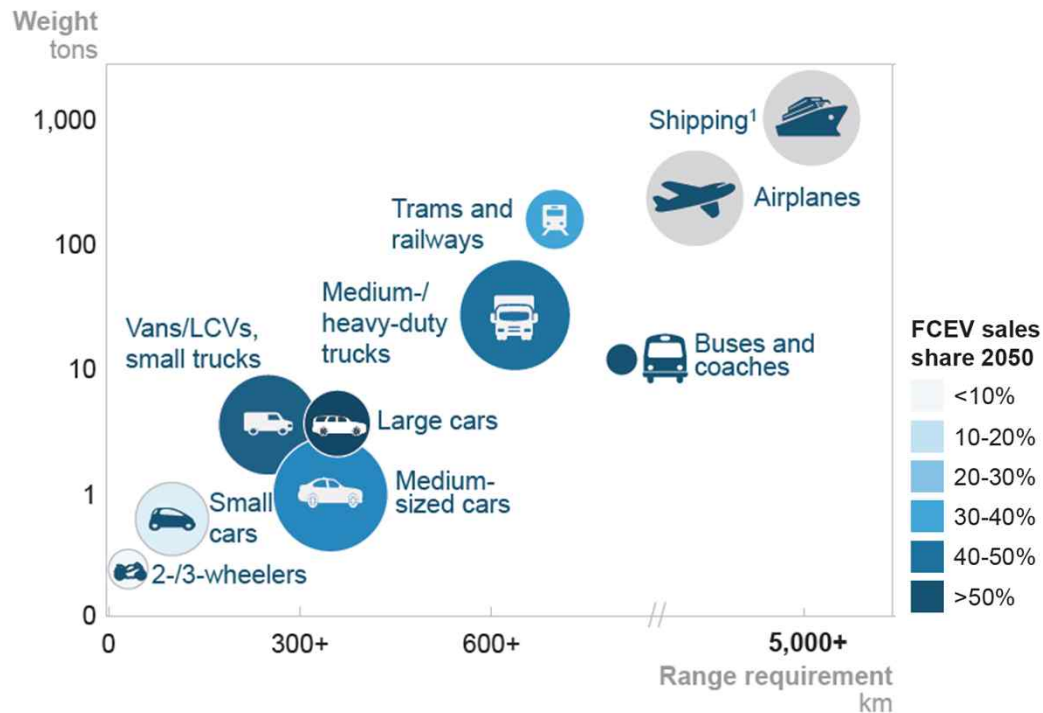 Weight
tons
1,000
100
10
1
0
Shipping1
Airplanes
Trams and
railways
Medium-/
heavy-duty
trucks
Vans/LCVs,
small trucks
Buses and
coaches
Large cars
Medium-
sized cars
Small
cars
2-/3-wheelers
0
300+
600+
//
5,000+
Range requirement
km
FCEV sales
share 2050
<10%
10-20%
20-30%
30-40%
40-50%
>50%